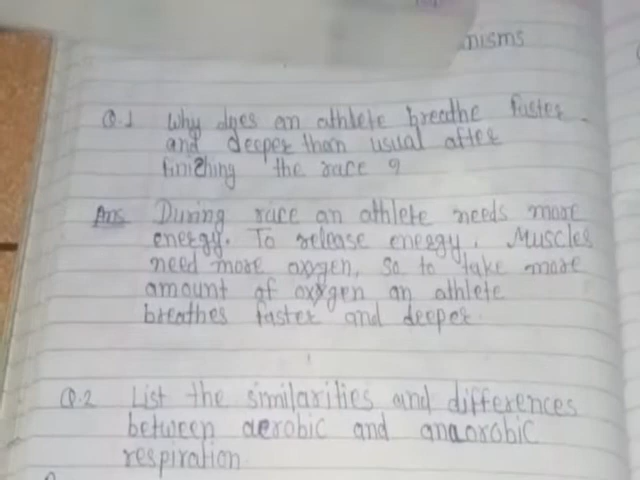 nisms
Q.1 Why does an athlete breathe faster
and deeper than usual after
finishing the race ?
Ans During race an athlete needs more
energy. To release energy, Muscles
need more oxygen, so to take more
amount of oxygen an athlete
breathes faster and deeper.
Q.2 List the similarities and differences
between aerobic and anaorobic
respiration